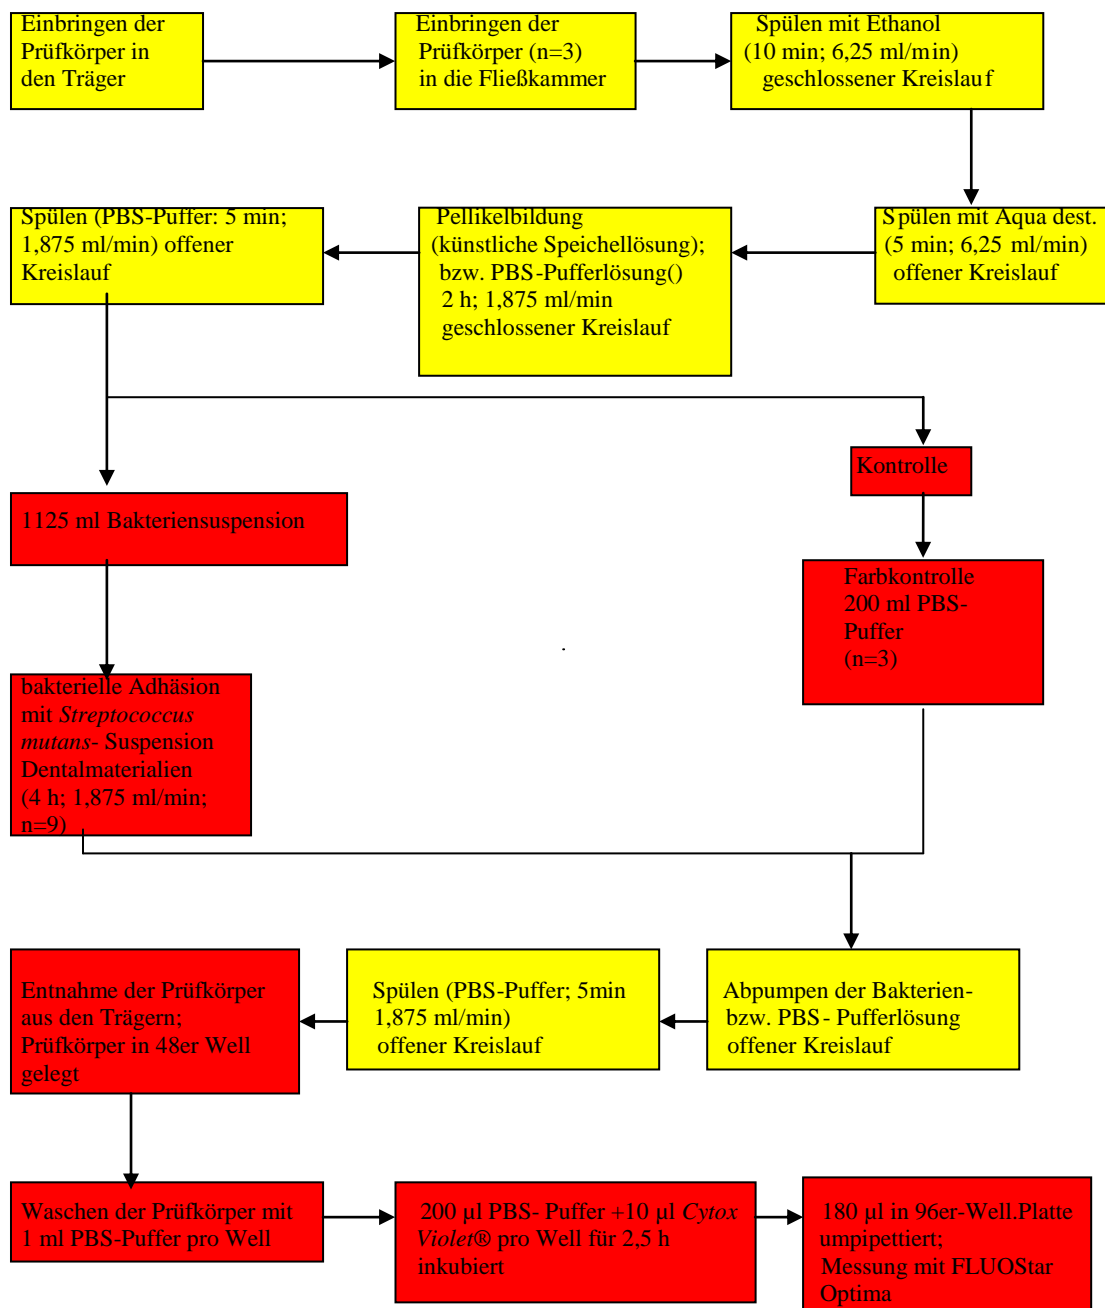 Einbringen der
Prüfkörper in
den Träger
Einbringen der
Prüfkörper (n=3)
in die Fließkammer
Spülen mit Ethanol
(10 min; 6,25 ml/min)
geschlossener Kreislauf
Spülen mit Aqua dest.
(5 min; 6,25 ml/min)
offener Kreislauf
Pellikelbildung
(künstliche Speichellösung);
bzw. PBS-Pufferlösung()
2 h; 1,875 ml/min
geschlossener Kreislauf
Spülen (PBS-Puffer: 5 min;
1,875 ml/min) offener
Kreislauf
Kontrolle
1125 ml Bakteriensuspension
Farbkontrolle
200 ml PBS-
Puffer
(n=3)
bakterielle Adhäsion
mit Streptococcus
mutans- Suspension
Dentalmaterialien
(4 h; 1,875 ml/min;
n=9)
Abpumpen der Bakterien-
bzw. PBS- Pufferlösung
offener Kreislauf
Spülen (PBS-Puffer; 5min
1,875 ml/min)
offener Kreislauf
Entnahme der Prüfkörper
aus den Trägern;
Prüfkörper in 48er Well
gelegt
Waschen der Prüfkörper mit
1 ml PBS-Puffer pro Well
200 µl PBS- Puffer +10 µl Cytox
Violet® pro Well für 2,5 h
inkubiert
180 µl in 96er-Well.Platte
umpipettiert;
Messung mit FLUOStar
Optima